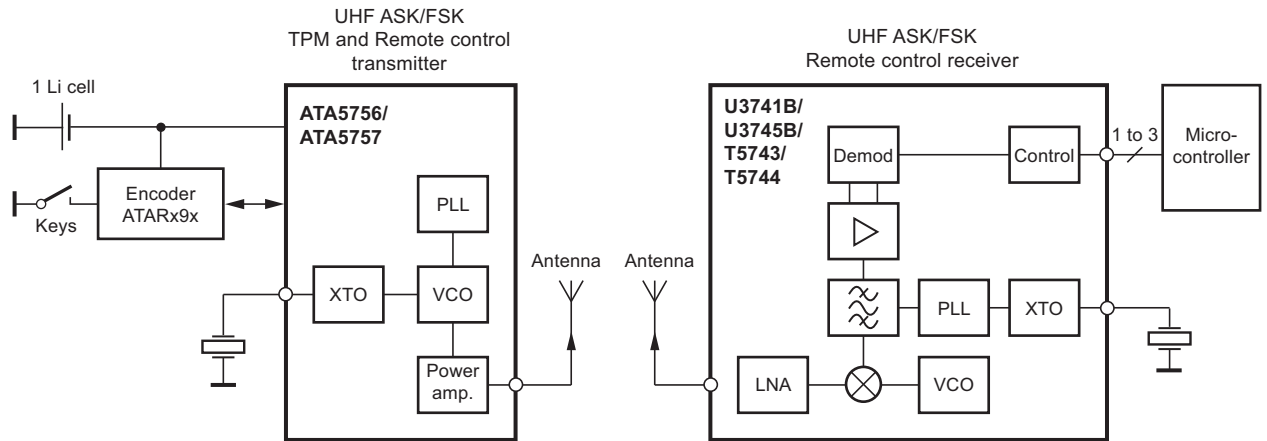 UHF ASK/FSK
TPM and Remote control
transmitter
1 Li cell
ATA5756/
ATA5757
Encoder
ATARx9x
Keys
PLL
XTO
VCO
Power
amp.
Antenna
UHF ASK/FSK
Remote control receiver
Antenna
U3741B/
U3745B/
T5743/
T5744
Demod
Control
1 to 3
Micro-
controller
PLL
XTO
LNA
VCO